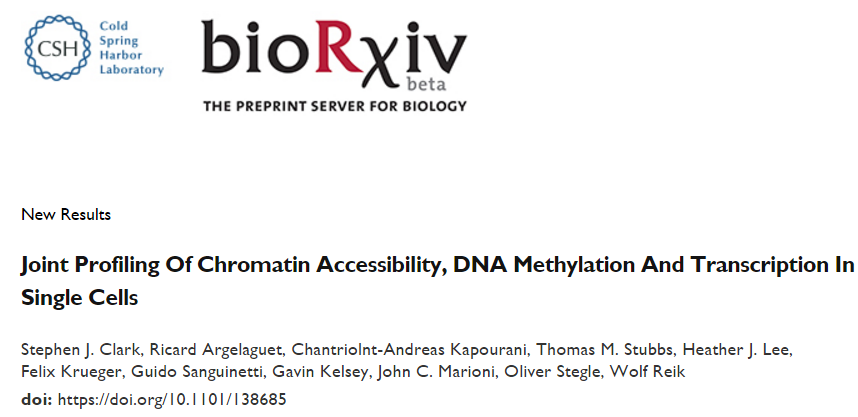 CSH
Cold
Spring
Harbor
Laboratory
bioRxiv
beta
THE PREPRINT SERVER FOR BIOLOGY
New Results
Joint Profiling Of Chromatin Accessibility, DNA Methylation And Transcription In
Single Cells
Stephen J. Clark, Ricard Argelaguet, ChantrioInt-Andreas Kapourani, Thomas M. Stubbs, Heather J. Lee,
Felix Krueger, Guido Sanguinetti, Gavin Kelsey, John C. Marioni, Oliver Stegle, Wolf Reik
doi: https://doi.org/10.1101/138685